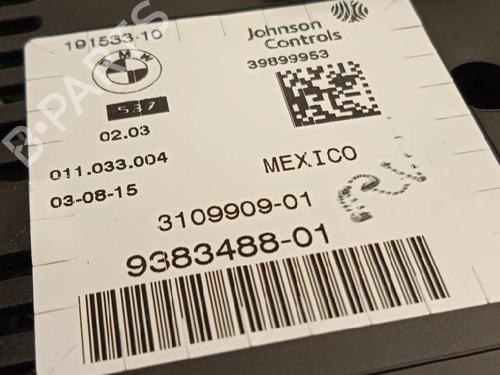 191533-10
BMW
537
02.03
011.033.004
03-08-15
Johnson
Controls
39899953
MEXICO
3109909-01
9383488-01
B-PARTS